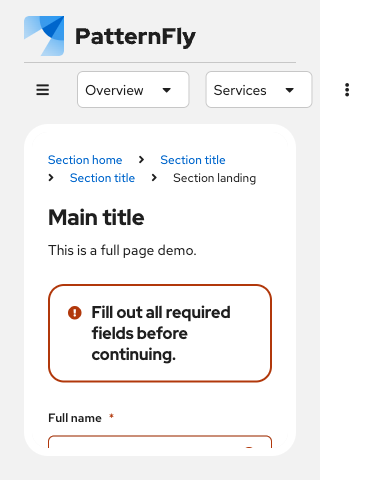 PatternFly
Overview
Services
Section home
Section title
Section title
Section landing
Main title
This is a full page demo.
Fill out all required
fields before
continuing.
Full name *